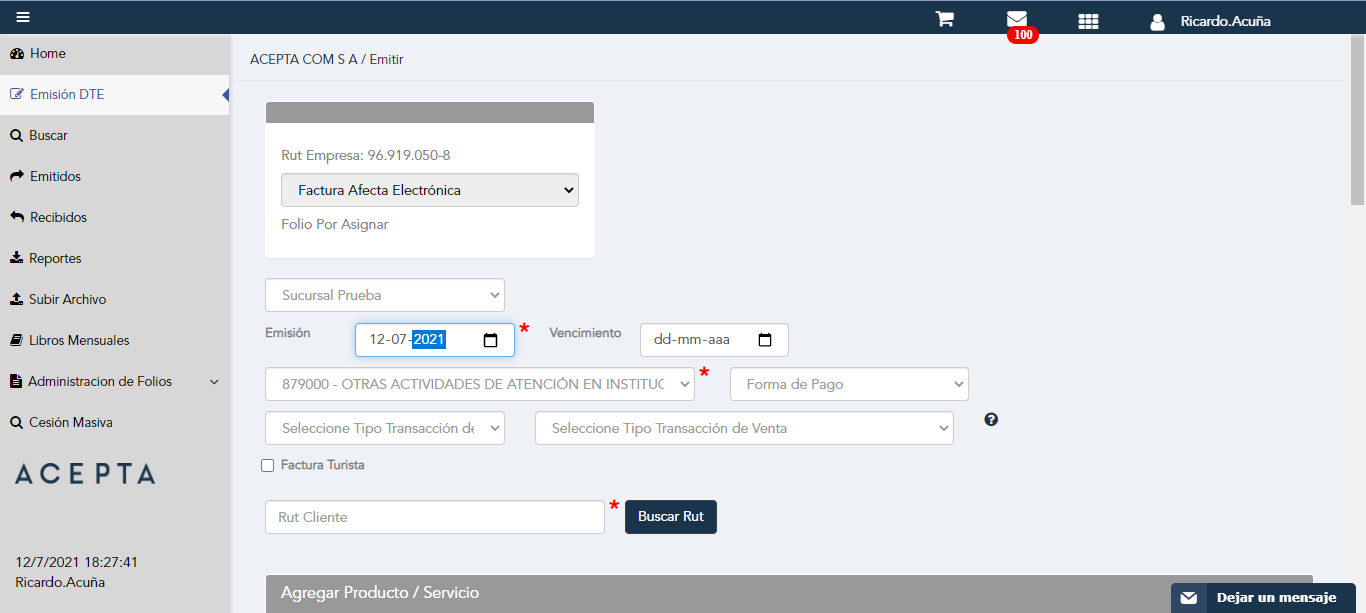 100
Ricardo.Acuña
Home
Emisión DTE
Buscar
Emitidos
Recibidos
Reportes
Subir Archivo
Libros Mensuales
Administracion de Folios
Cesión Masiva
ACEPTA
12/7/2021 18:27:41
Ricardo.Acuña
ACEPTA COM S A / Emitir
Rut Empresa: 96.919.050-8
Factura Afecta Electrónica
Folio Por Asignar
Sucursal Prueba
Emisión 12-07-2021 * Vencimiento dd-mm-aaa
879000 - OTRAS ACTIVIDADES DE ATENCIÓN EN INSTITUC * Forma de Pago
Seleccione Tipo Transacción de Seleccione Tipo Transacción de Venta ?
Factura Turista
Rut Cliente * Buscar Rut
Agregar Producto / Servicio
Dejar un mensaje